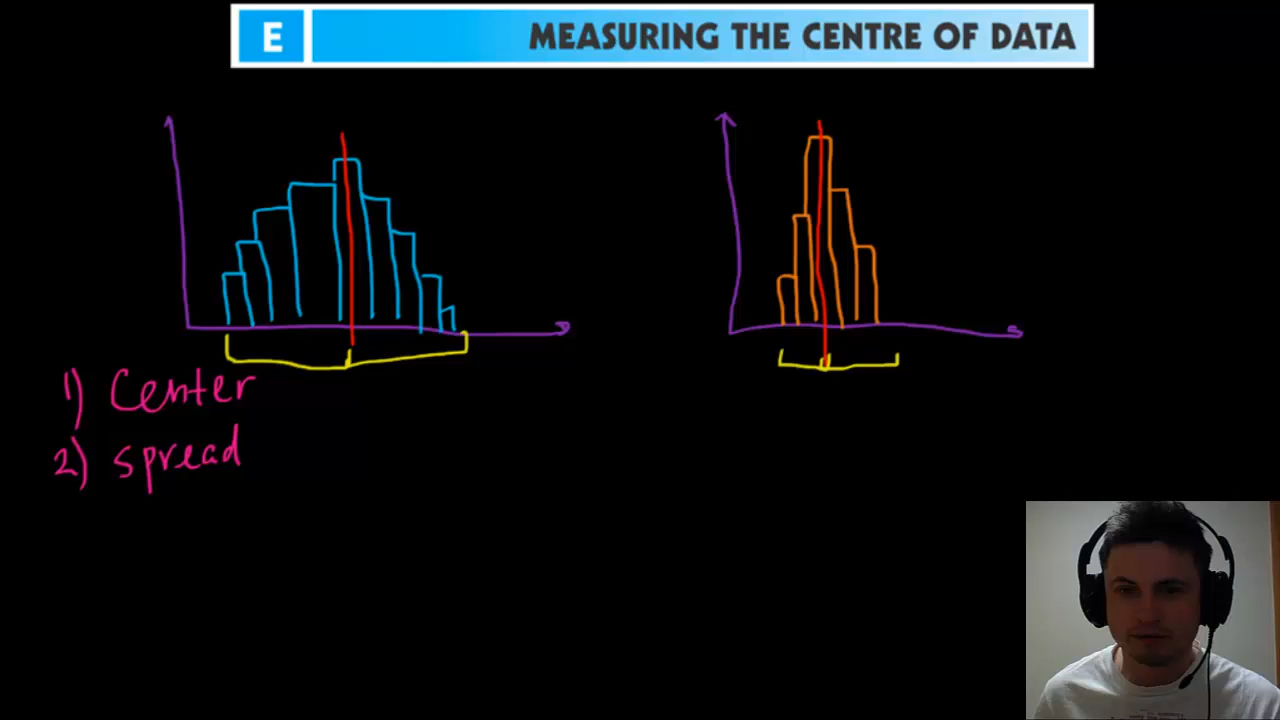 E MEASURING THE CENTRE OF DATA
1) Center
2) spread